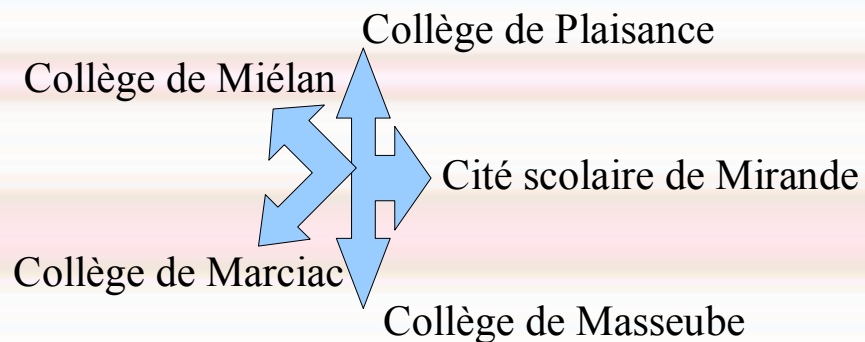 Collège de Plaisance
Collège de Miélan
Cité scolaire de Mirande
Collège de Marciac
Collège de Masseube